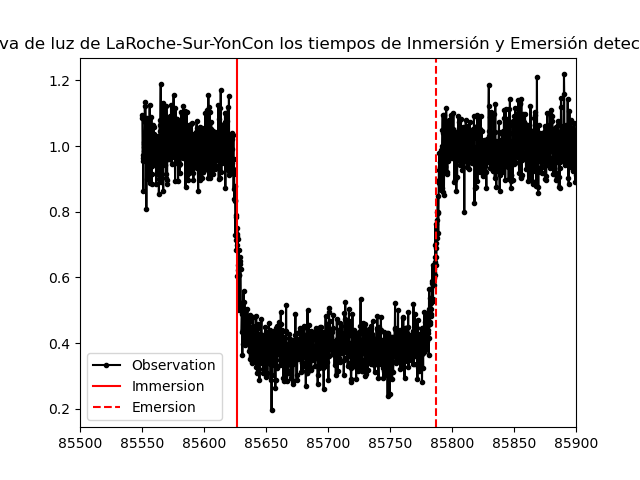 va de luz de LaRoche-Sur-YonCon los tiempos de Inmersión y Emersión detec
1.2
1.0
0.8
0.6
0.4
0.2
Observation
Immersion
Emersion
85500 85550 85600 85650 85700 85750 85800 85850 85900